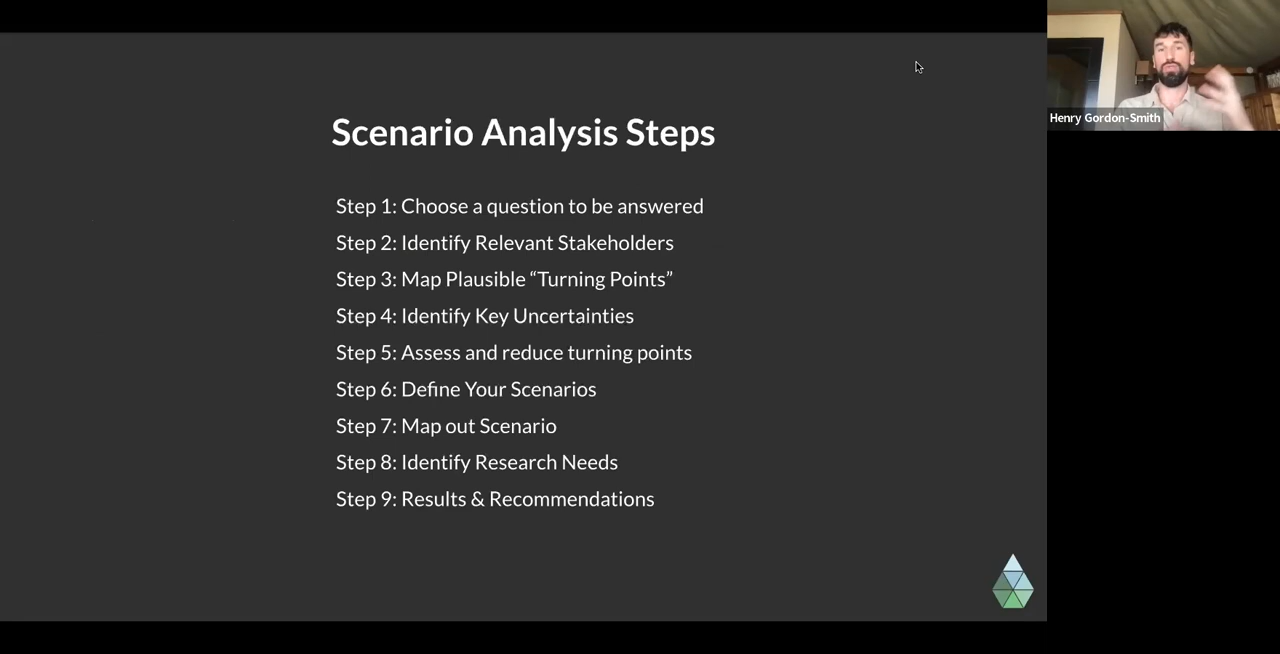 Scenario Analysis Steps
Step 1: Choose a question to be answered
Step 2: Identify Relevant Stakeholders
Step 3: Map Plausible “Turning Points”
Step 4: Identify Key Uncertainties
Step 5: Assess and reduce turning points
Step 6: Define Your Scenarios
Step 7: Map out Scenario
Step 8: Identify Research Needs
Step 9: Results & Recommendations
Henry Gordon-Smith